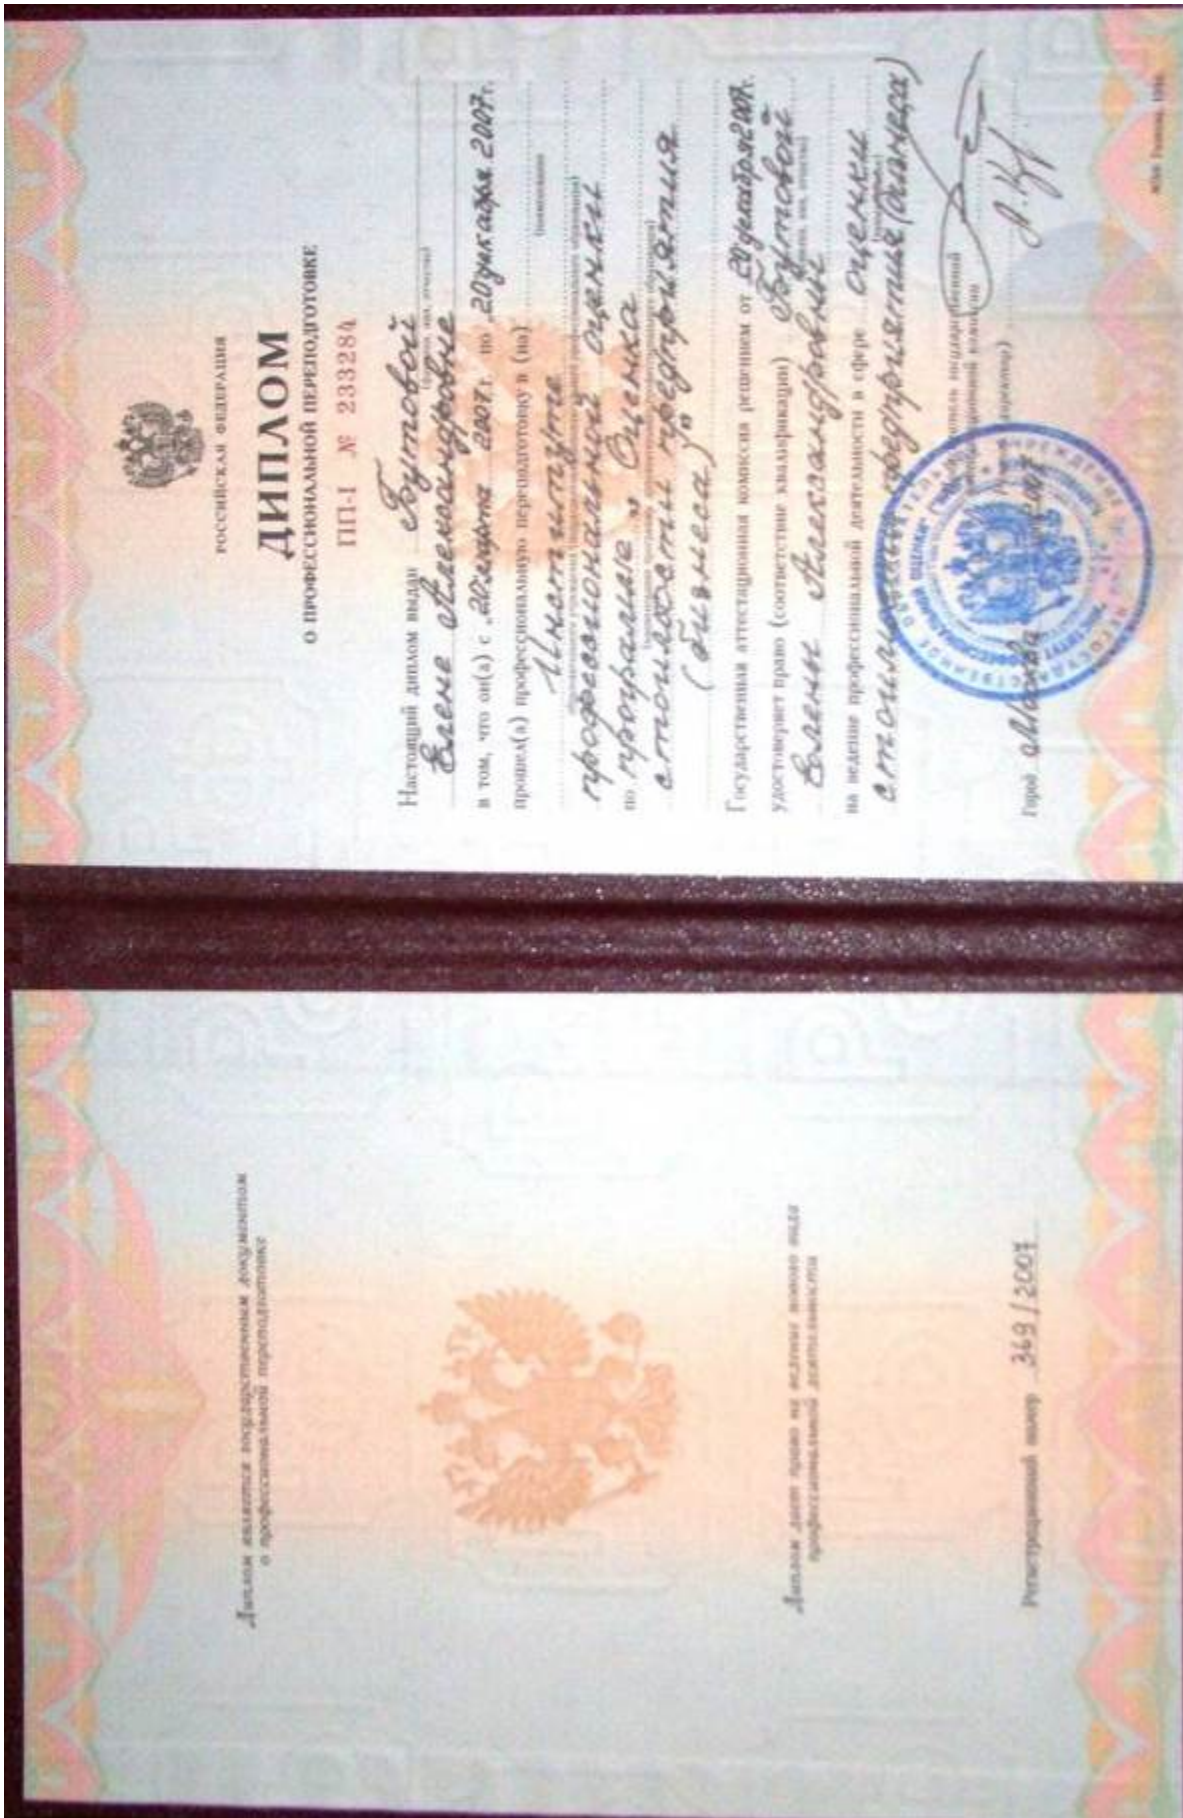 Диплом является государственным документом
о профессиональной переподготовке
Диплом дает право на ведение нового вида
профессиональной деятельности
Регистрационный номер 369/2007
РОССИЙСКАЯ ФЕДЕРАЦИЯ
ДИПЛОМ
О ПРОФЕССИОНАЛЬНОЙ ПЕРЕПОДГОТОВКЕ
ПП-I № 233284
Настоящий диплом выдан Бутовой
Елене Александровне
в том, что он(а) с 20 марта 2007 г. по 20 декабря 2007 г.
прошел(а) профессиональную переподготовку в (на)
Институте
профессиональной оценки
по программе „Оценка
стоимости предприятия
(бизнеса)“
Государственная аттестационная комиссия решением от 20 декабря 2007 г.
удостоверяет право (соответствие квалификации) Бутовой
Елены Александровны
на ведение профессиональной деятельности в сфере оценки
стоимости предприятия (бизнеса)
Город Москва